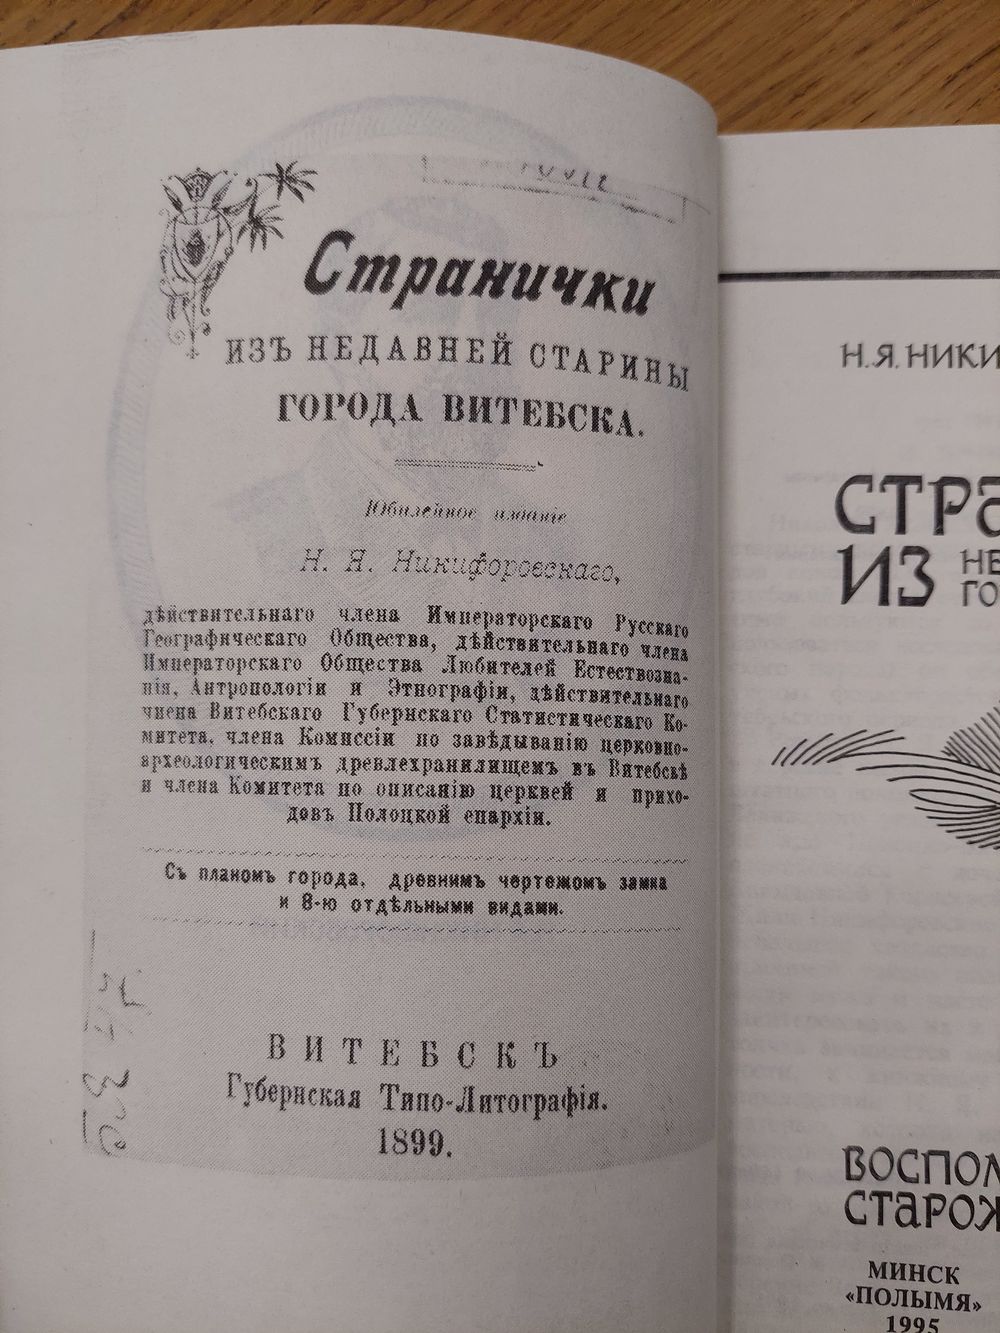 Странички
ИЗЪ НЕДАВНЕЙ СТАРИНЫ
ГОРОДА ВИТЕБСКА.
Юбилейное изданіе
Н. Я. Никифоровскаго,
дѣйствительнаго члена Императорскаго Русскаго
Географическаго Общества, дѣйствительнаго члена
Императорскаго Общества Любителей Естествозна-
нія, Антропологіи и Этнографіи, дѣйствительнаго
члена Витебскаго Губернскаго Статистическаго Ко-
митета, члена Комиссіи по завѣдыванію церковно-
археологическимъ древлехранилищемъ въ Витебскѣ
и члена Комитета по описанію церквей и прихо-
довъ Полоцкой епархіи.
Съ планомъ города, древнимъ чертежомъ замка
и 8-ю отдѣльными видами.
ВИТЕБСКЪ
Губернская Типо-Литографія.
1899.
Н.Я. НИКИ
СТРА
ИЗ НЕ
ГО
ВОСПОМ
СТАРОЖ
МИНСК
«ПОЛЫМЯ»
1995